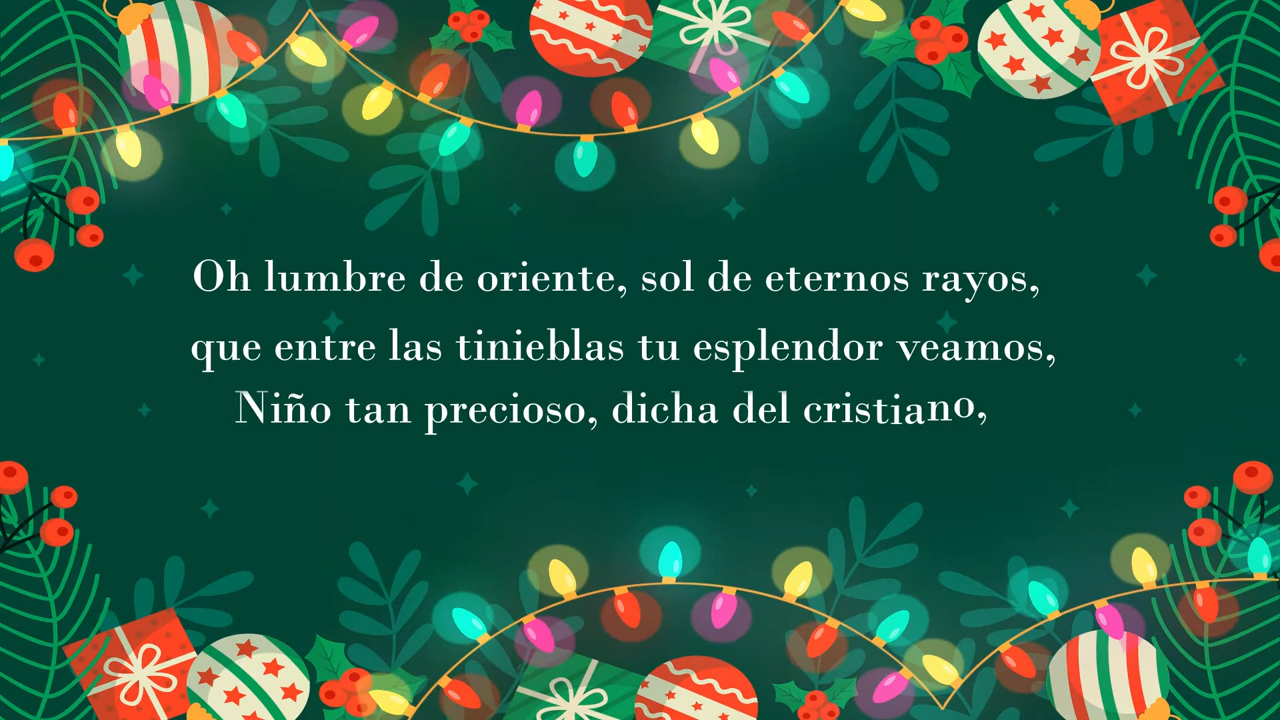 Oh lumbre de oriente, sol de eternos rayos,
que entre las tinieblas tu esplendor veamos,
Niño tan precioso, dicha del cristiano,